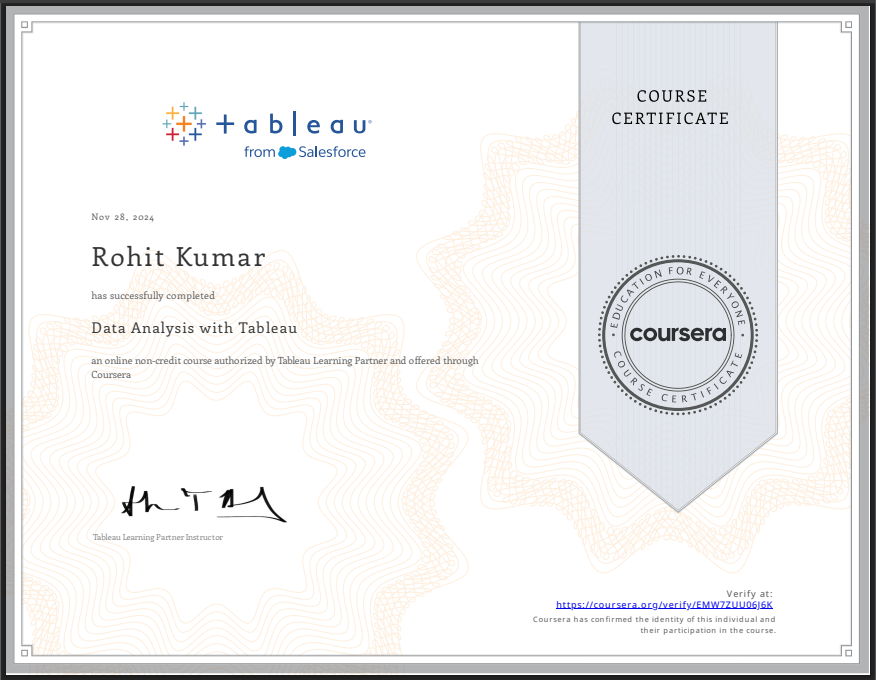 COURSE
CERTIFICATE
+ableau®
from Salesforce
Nov 28, 2024
Rohit Kumar
has successfully completed
Data Analysis with Tableau
an online non-credit course authorized by Tableau Learning Partner and offered through
Coursera
EDUCATION FOR EVERYONE
coursera
COURSE CERTIFICATE
Tableau Learning Partner Instructor
Verify at:
https://coursera.org/verify/EMW7ZUU06J6K
Coursera has confirmed the identity of this individual and
their participation in the course.